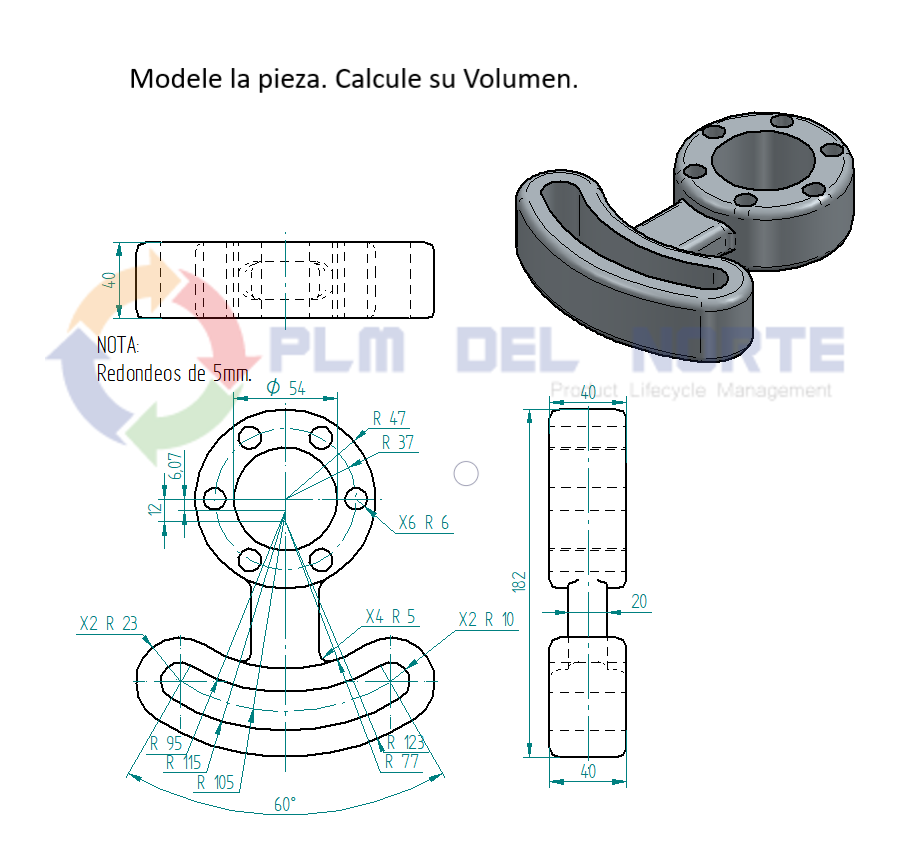 Modele la pieza. Calcule su Volumen.
40
NOTA:
Redondeos de 5mm.
PLM DEL NORTE
Product Lifecycle Management
Ø 54
40
R 47
R 37
6,07
12
X6 R 6
182
20
X2 R 23
X4 R 5
X2 R 10
R 95
R 123
R 115
R 77
R 105
40
60°